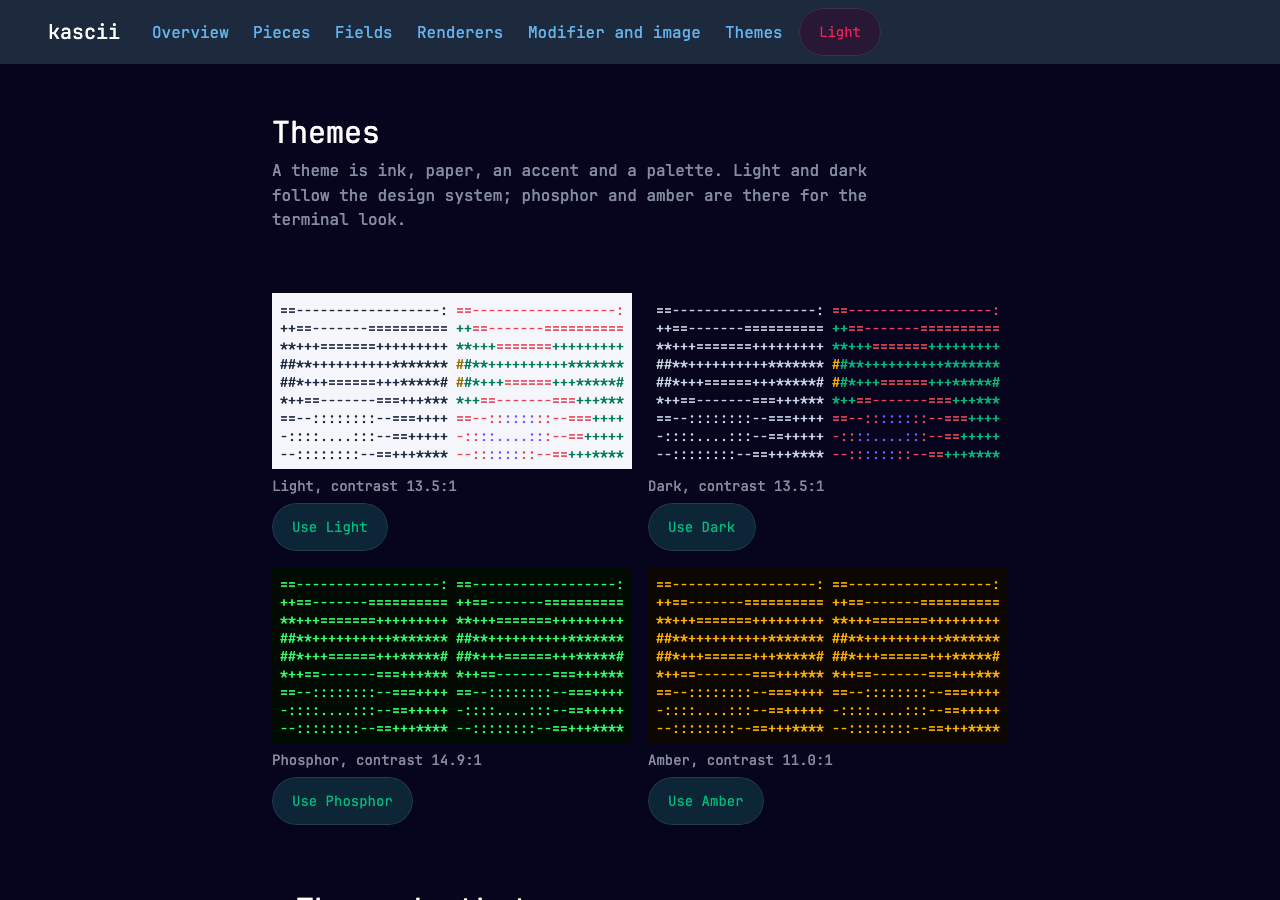 kascii Overview Pieces Fields Renderers Modifier and image Themes Light
Themes
A theme is ink, paper, an accent and a palette. Light and dark
follow the design system; phosphor and amber are there for the
terminal look.
==------------------: ==------------------:
++==-------========== ++==-------==========
**+++=======+++++++++ **+++=======+++++++++
##**++++++++++******* ##**++++++++++*******
##*+++======+++*****# ##*+++======+++*****#
*++==-------===+++*** *++==-------===+++***
==--::::::::--===++++ ==--::::::::--===++++
-::::....:::--==+++++ -::::....:::--==+++++
--::::::::--==+++**** --::::::::--==+++****
Light, contrast 13.5:1
Use Light
==------------------: ==------------------:
++==-------========== ++==-------==========
**+++=======+++++++++ **+++=======+++++++++
##**++++++++++******* ##**++++++++++*******
##*+++======+++*****# ##*+++======+++*****#
*++==-------===+++*** *++==-------===+++***
==--::::::::--===++++ ==--::::::::--===++++
-::::....:::--==+++++ -::::....:::--==+++++
--::::::::--==+++**** --::::::::--==+++****
Dark, contrast 13.5:1
Use Dark
==------------------: ==------------------:
++==-------========== ++==-------==========
**+++=======+++++++++ **+++=======+++++++++
##**++++++++++******* ##**++++++++++*******
##*+++======+++*****# ##*+++======+++*****#
*++==-------===+++*** *++==-------===+++***
==--::::::::--===++++ ==--::::::::--===++++
-::::....:::--==+++++ -::::....:::--==+++++
--::::::::--==+++**** --::::::::--==+++****
Phosphor, contrast 14.9:1
Use Phosphor
==------------------: ==------------------:
++==-------========== ++==-------==========
**+++=======+++++++++ **+++=======+++++++++
##**++++++++++******* ##**++++++++++*******
##*+++======+++*****# ##*+++======+++*****#
*++==-------===+++*** *++==-------===+++***
==--::::::::--===++++ ==--::::::::--===++++
-::::....:::--==+++++ -::::....:::--==+++++
--::::::::--==+++**** --::::::::--==+++****
Amber, contrast 11.0:1
Use Amber